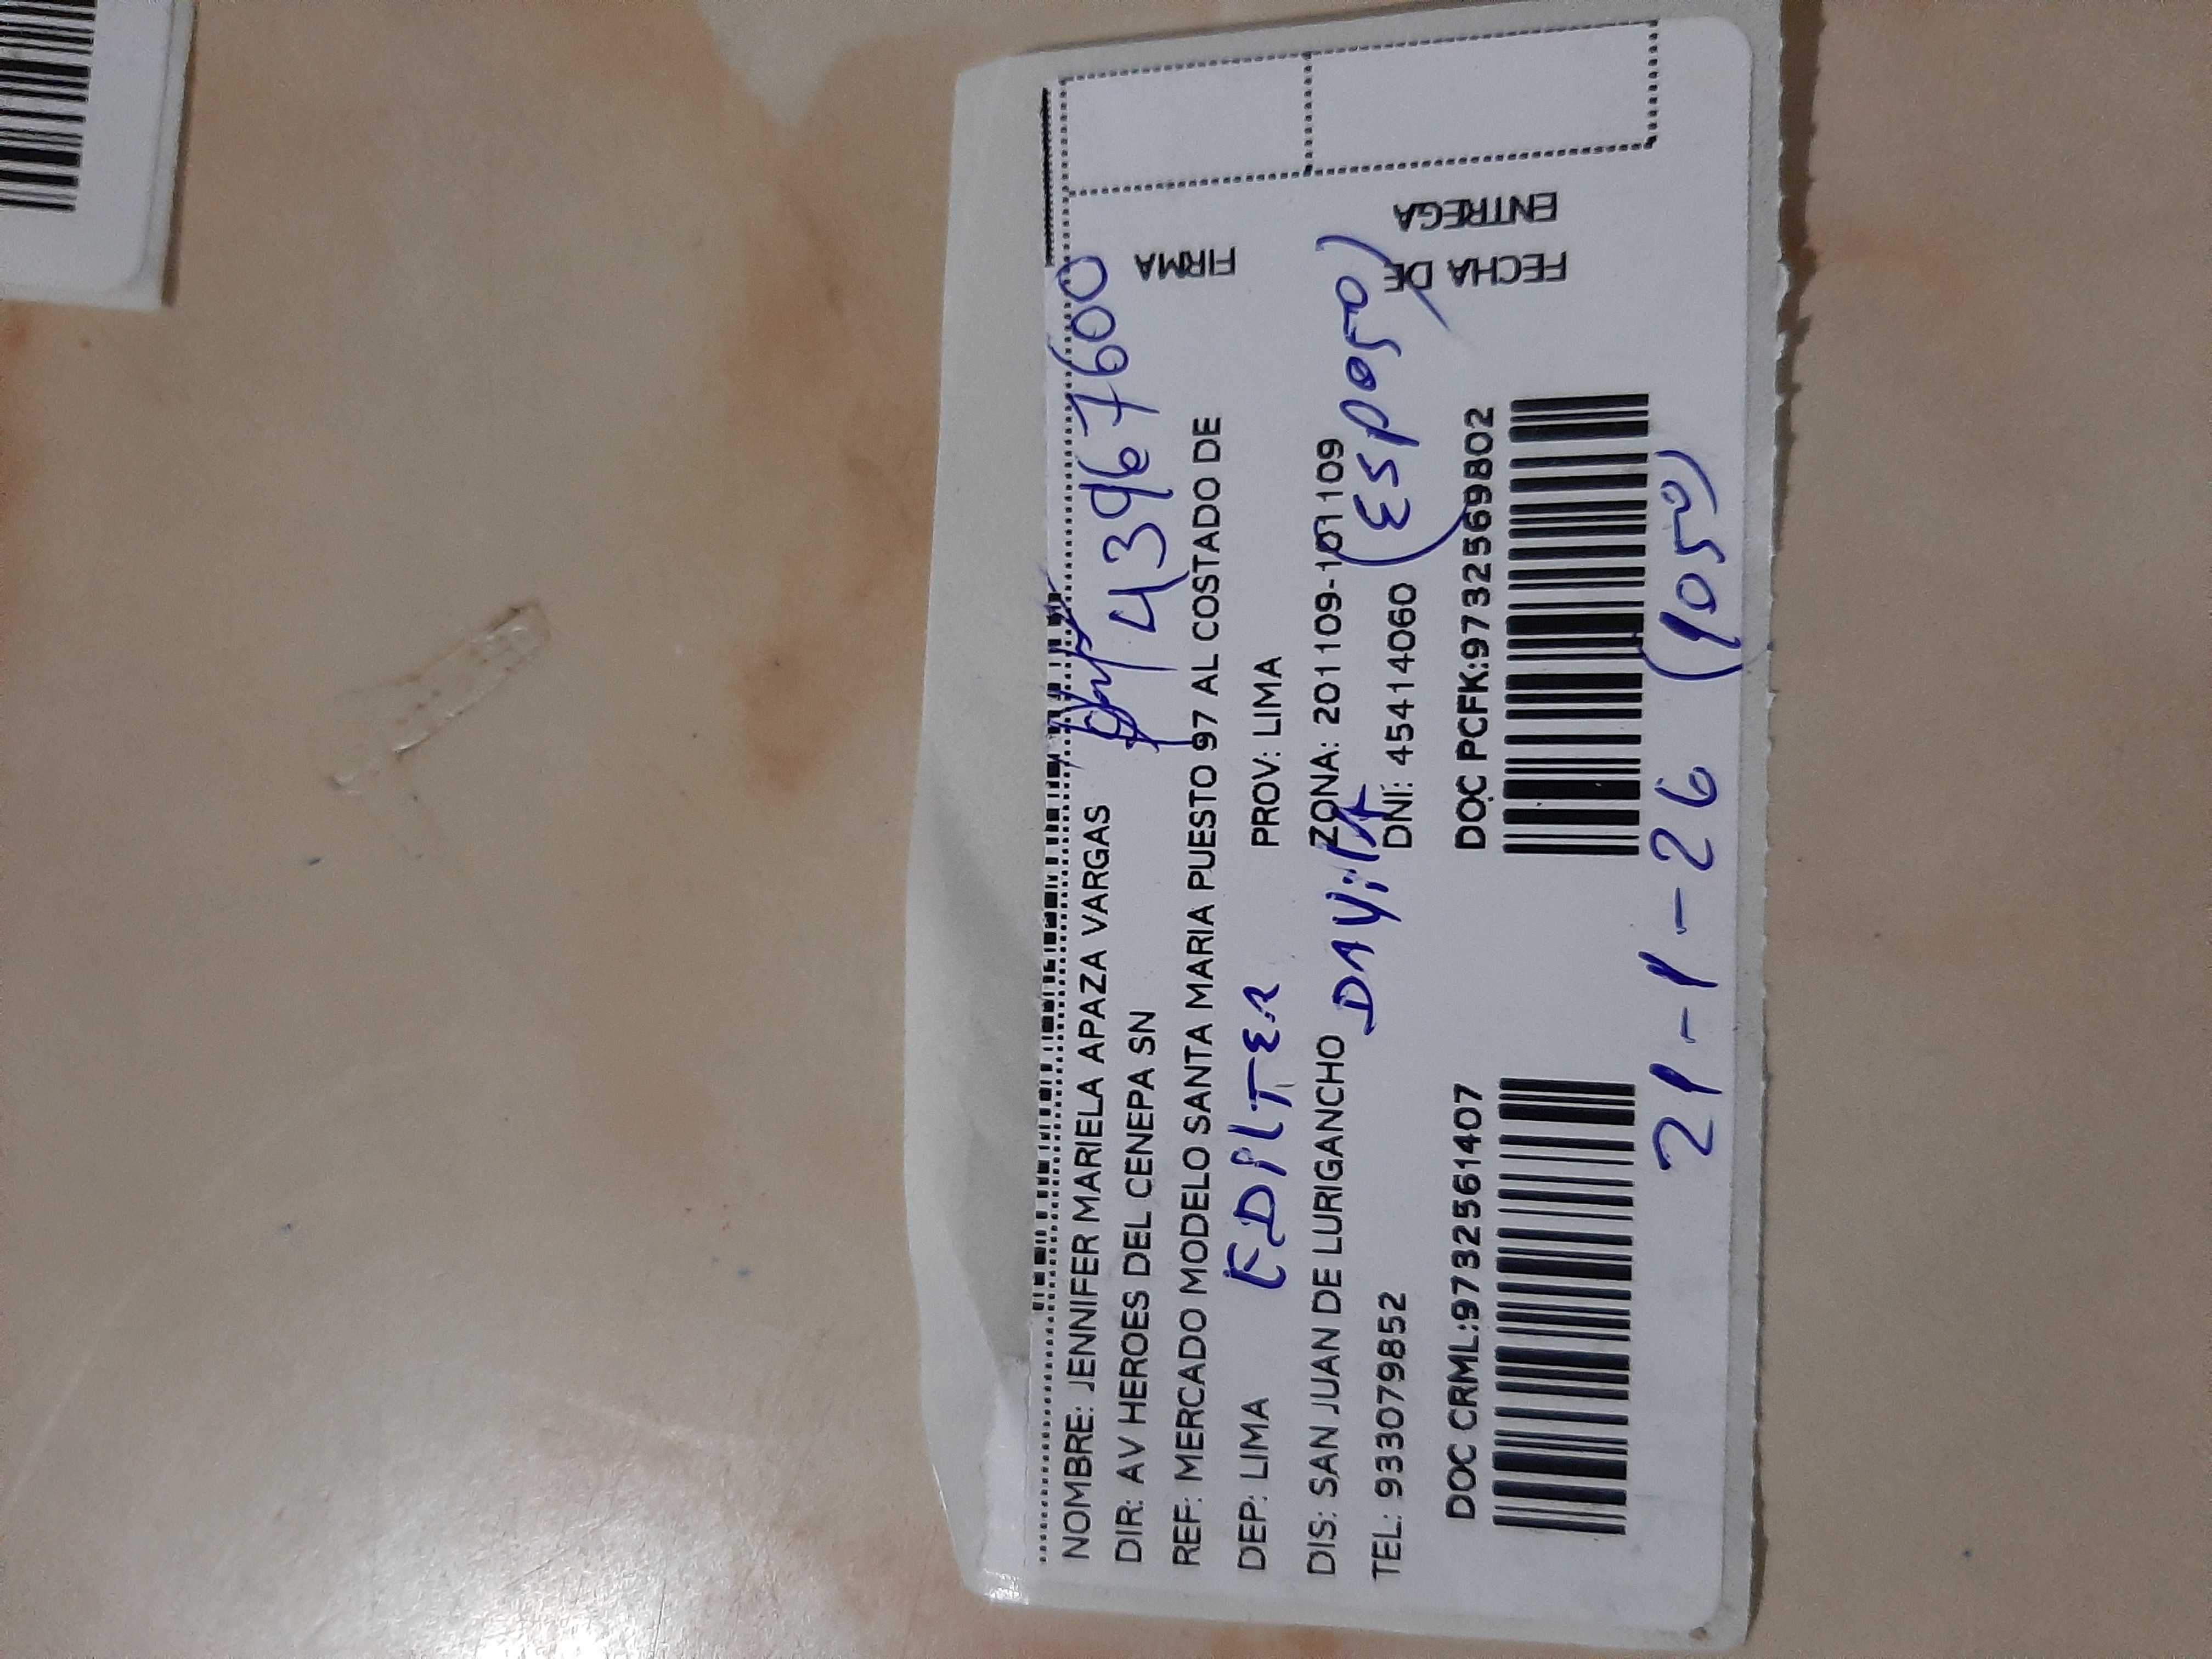 43967600
NOMBRE: JENNIFER MARIELA APAZA VARGAS
DIR: AV HEROES DEL CENEPA SN
REF: MERCADO MODELO SANTA MARIA PUESTO 97 AL COSTADO DE
FIRMA
EDILTER
DEP: LIMA PROV: LIMA
DIS: SAN JUAN DE LURIGANCHO ZONA: 201109-101109
DAVILA (ESPOSO)
TEL: 933079852 DNI: 45414060
FECHA DE
ENTREGA
DOC CRML:9732561407 DOC PCFK:9732569802
21-1-26 (1050)